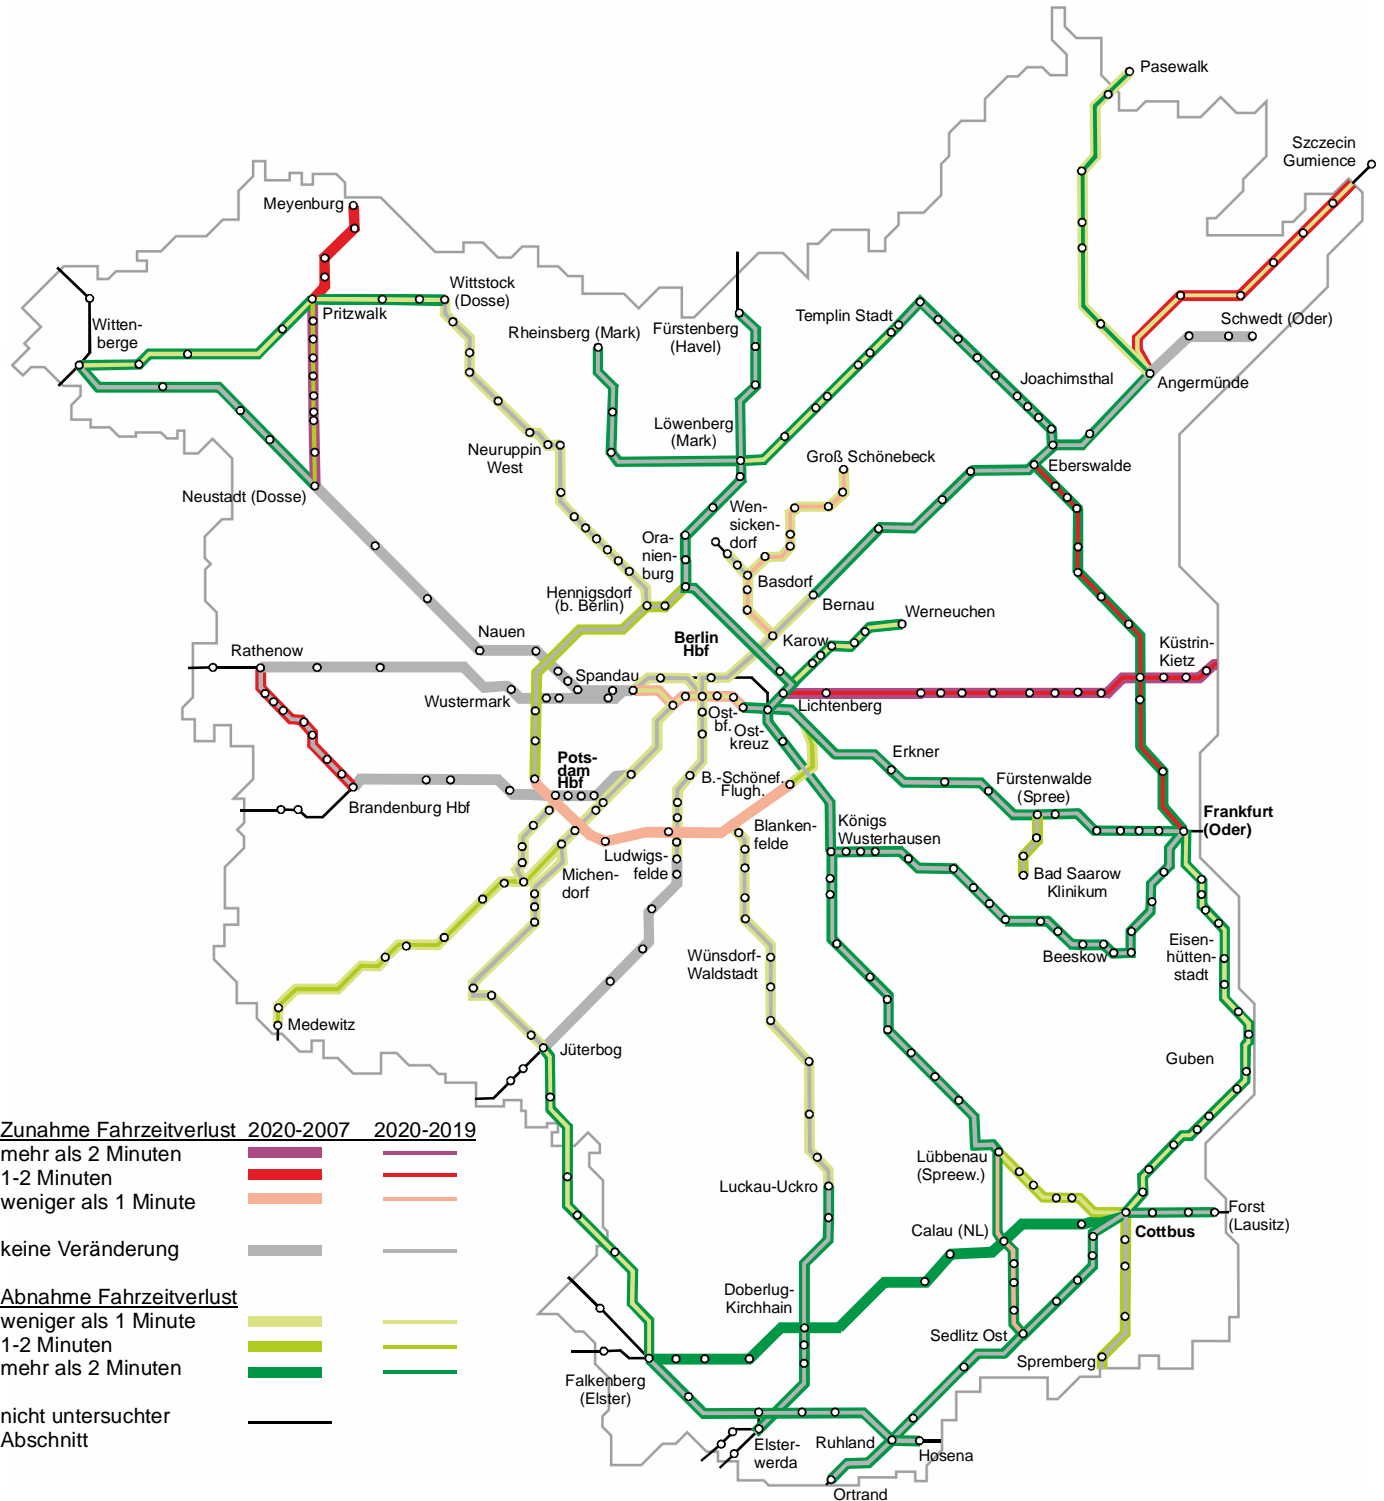 Pasewalk
Szczecin
Gumience
Meyenburg
Wittstock
(Dosse)
Pritzwalk
Witten-
berge
Rheinsberg (Mark)
Fürstenberg
(Havel)
Templin Stadt
Schwedt (Oder)
Joachimsthal
Angermünde
Löwenberg
(Mark)
Neuruppin
West
Groß Schönebeck
Eberswalde
Neustadt (Dosse)
Wen-
sicken-
dorf
Ora-
nien-
burg
Basdorf
Hennigsdorf
(b. Berlin)
Bernau
Werneuchen
Nauen
Berlin
Hbf
Karow
Küstrin-
Kietz
Rathenow
Spandau
Wustermark
Lichtenberg
Ost-
bf.
Ost-
kreuz
Erkner
Pots-
dam
Hbf
B.-Schönef.
Flugh.
Fürstenwalde
(Spree)
Brandenburg Hbf
Frankfurt
(Oder)
Blanken-
felde
Königs
Wusterhausen
Ludwigs-
felde
Michen-
dorf
Bad Saarow
Klinikum
Wünsdorf-
Waldstadt
Beeskow
Eisen-
hütten-
stadt
Medewitz
Jüterbog
Guben
Zunahme Fahrzeitverlust 2020-2007 2020-2019
mehr als 2 Minuten
1-2 Minuten
weniger als 1 Minute
keine Veränderung
Abnahme Fahrzeitverlust
weniger als 1 Minute
1-2 Minuten
mehr als 2 Minuten
nicht untersuchter
Abschnitt
Lübbenau
(Spreew.)
Luckau-Uckro
Forst
(Lausitz)
Calau (NL)
Cottbus
Doberlug-
Kirchhain
Sedlitz Ost
Spremberg
Falkenberg
(Elster)
Elster-
werda
Ruhland
Hosena
Ortrand